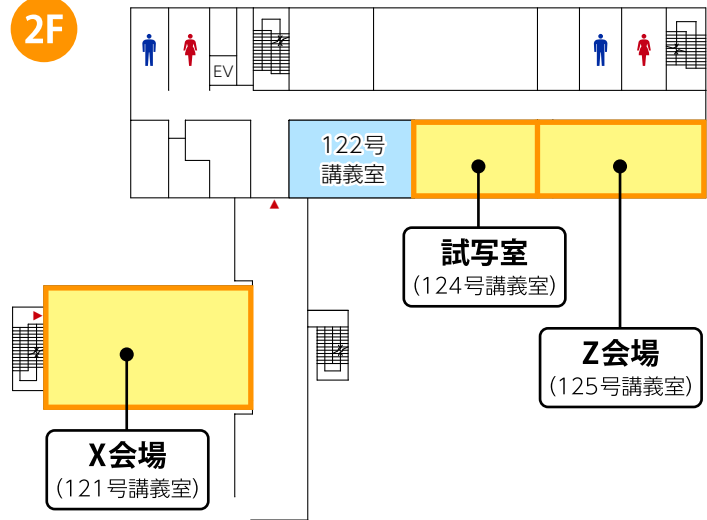 2F
EV
122号
講義室
試写室
(124号講義室)
Z会場
(125号講義室)
X会場
(121号講義室)